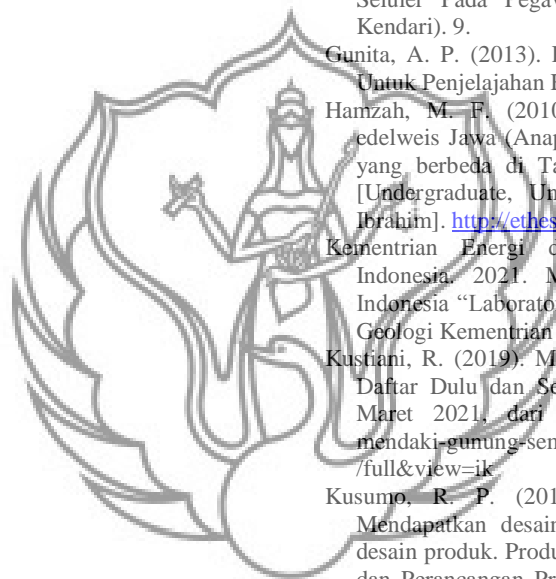 Seluler Pada Pegaw
Kendari). 9.
Gunita, A. P. (2013).
Untuk Penjelajahan
Hamzah, M. F. (2010
edelweis Jawa (Anap
yang berbeda di Ta
[Undergraduate, Un
Ibrahim]. http://ethes
Kementrian Energi d
Indonesia. 2021. M
Indonesia “Laborato
Geologi Kementrian
Kustiani, R. (2019). M
Daftar Dulu dan Se
Maret 2021, dari
mendaki-gunung-sen
/full&view=ik
Kusumo, R. P. (201
Mendapatkan desain
desain produk. Produ
dan Perancangan Pr